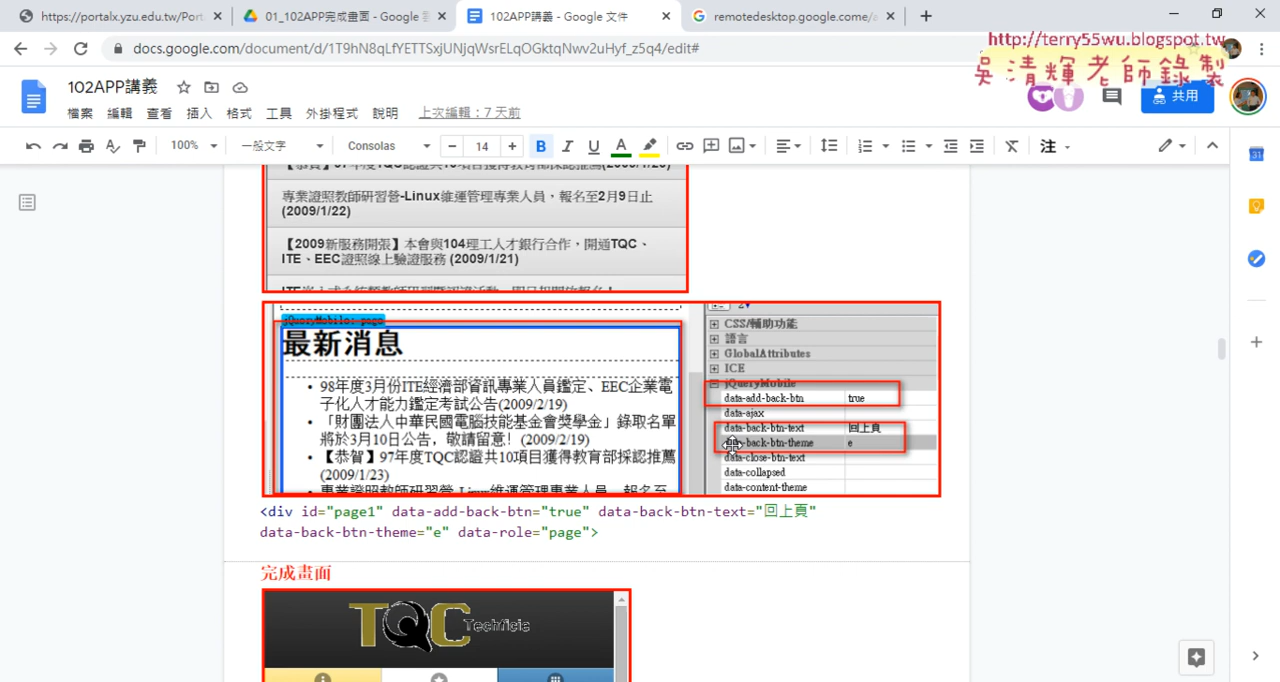 https://portalx.yzu.edu.tw/Port
01_102APP完成畫面 - Google
102APP講義 - Google 文件
remotedesktop.google.come/a
docs.google.com/document/d/1T9hN8qLfYETTSxjUNjqWsrELqOGktqNwv2uHyf_z5q4/edit#
http://terry55wu.blogspot.tw
吳清輝老師錄製
102APP講義
檔案 編輯 查看 插入 格式 工具 外掛程式 說明 上次編輯：7 天前
共用
100% 一般文字 Consolas 14 B I U A 注
專業證照教師研習營-Linux維運管理專業人員，報名至2月9日止
(2009/1/22)
【2009新服務開張】本會與104理工人才銀行合作，開通TQC、
ITE、EEC證照線上驗證服務 (2009/1/21)
jQueryMobile: page
最新消息
• 98年度3月份ITE經濟部資訊專業人員鑑定、EEC企業電
子化人才能力鑑定考試公告(2009/2/19)
• 「財團法人中華民國電腦技能基金會獎學金」錄取名單
將於3月10日公告，敬請留意！(2009/2/19)
• 【恭賀】97年度TQC認證共10項目獲得教育部採認推薦
(2009/1/23)
CSS/輔助功能
語言
GlobalAttributes
ICE
jQueryMobile
data-add-back-btn true
data-ajax
data-back-btn-text 回上頁
-back-btn-theme e
data-close-btn-text
data-collapsed
data-content-theme
<div id="page1" data-add-back-btn="true" data-back-btn-text="回上頁"
data-back-btn-theme="e" data-role="page">
完成畫面
TQC Techficie